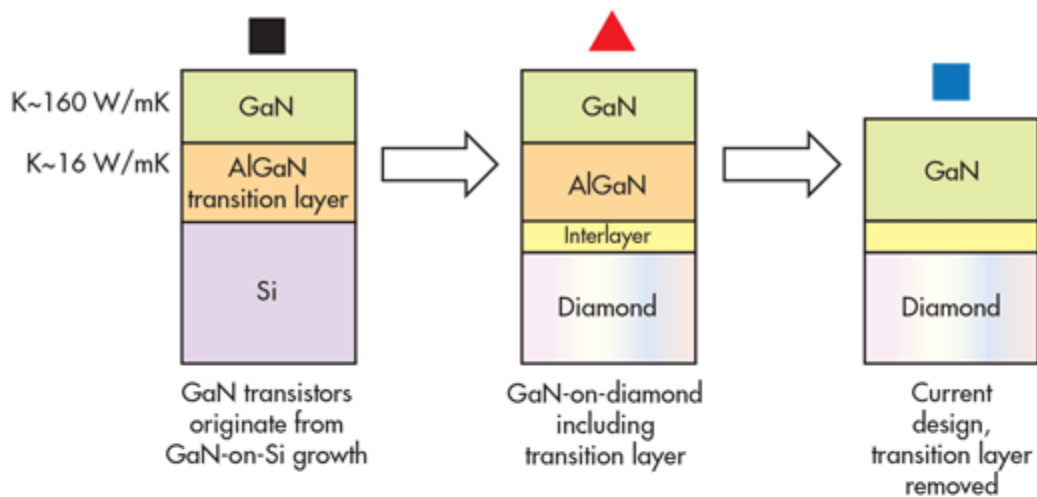 K~160 W/mK
K~16 W/mK
GaN
AlGaN
transition layer
Si
GaN transistors
originate from
GaN-on-Si growth
GaN
AlGaN
Interlayer
Diamond
GaN-on-diamond
including
transition layer
GaN
Diamond
Current
design,
transition layer
removed